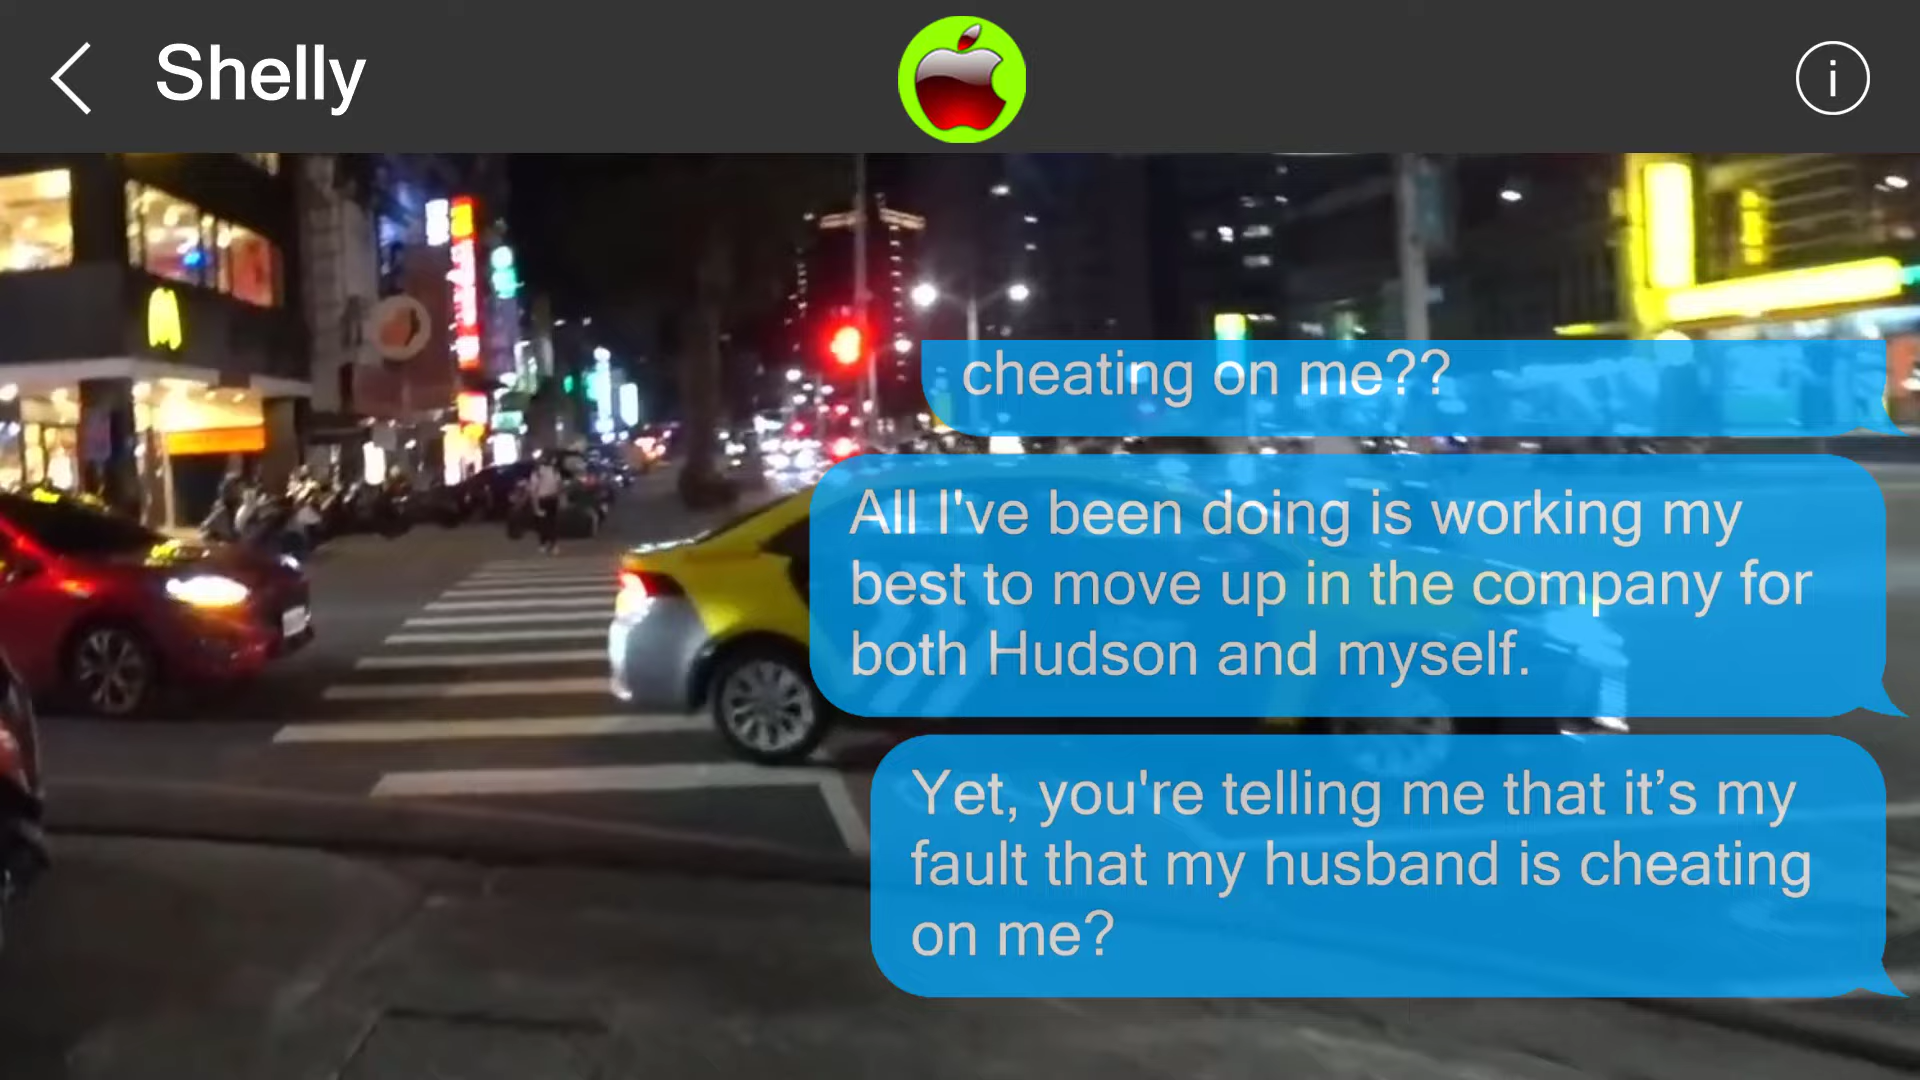 Shelly
cheating on me??
All I've been doing is working my
best to move up in the company for
both Hudson and myself.
Yet, you're telling me that it’s my
fault that my husband is cheating
on me?